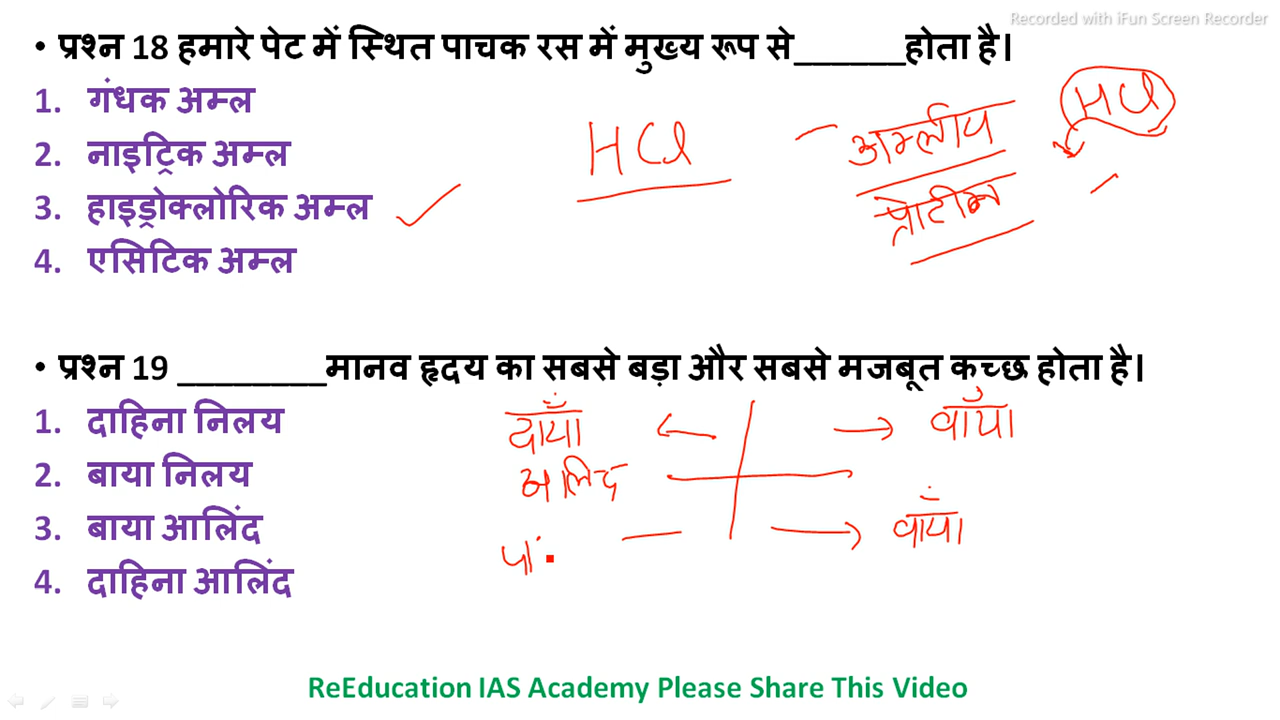 Recorded with iFun Screen Recorder
• प्रश्न 18 हमारे पेट में स्थित पाचक रस में मुख्य रूप से______होता है।
1. गंधक अम्ल
2. नाइट्रिक अम्ल
3. हाइड्रोक्लोरिक अम्ल
4. एसिटिक अम्ल
HCl
अम्लीय
HCl
प्रोटीन
• प्रश्न 19 ________मानव हृदय का सबसे बड़ा और सबसे मजबूत कच्छ होता है।
1. दाहिना निलय
2. बाया निलय
3. बाया आलिंद
4. दाहिना आलिंद
दाँया
वाँया
आलिंद
वाँया
ReEducation IAS Academy Please Share This Video